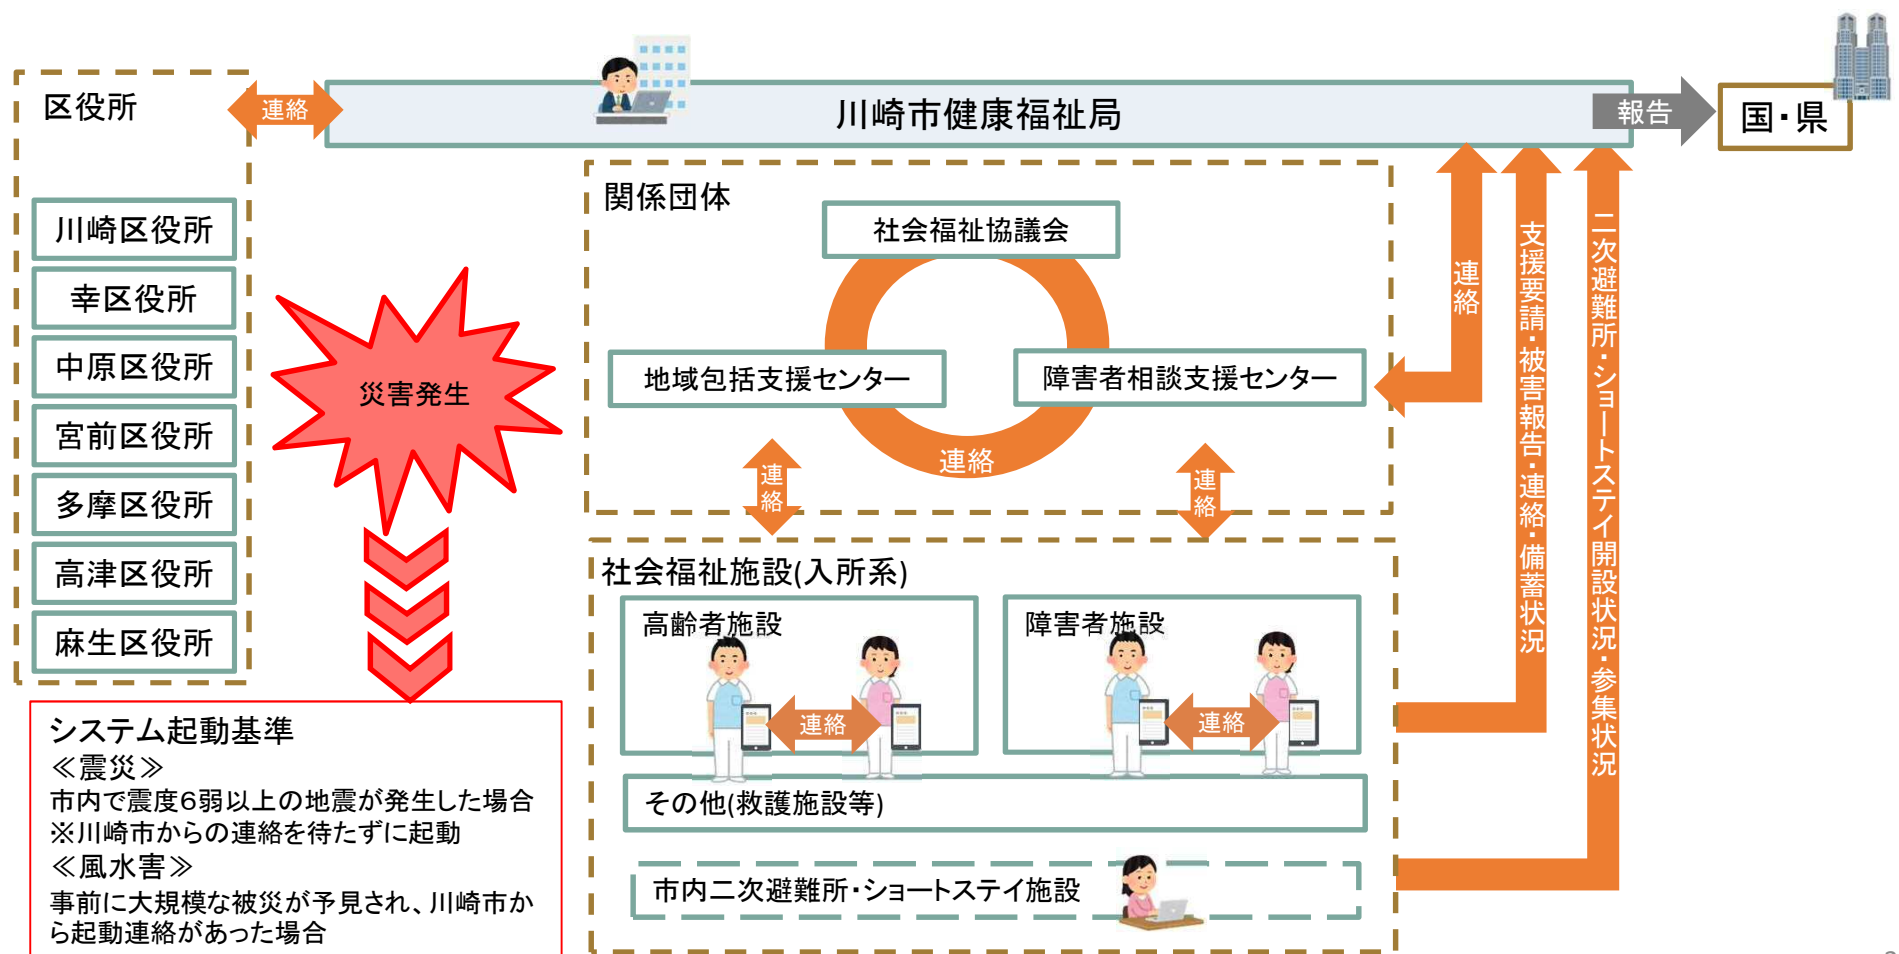 区役所
連絡
川崎市健康福祉局
報告
国・県
川崎区役所
幸区役所
中原区役所
宮前区役所
多摩区役所
高津区役所
麻生区役所
災害発生
関係団体
社会福祉協議会
地域包括支援センター
障害者相談支援センター
連絡
連絡
連絡
連絡
支援要請・被害報告・連絡・備蓄状況
二次避難所・ショートステイ開設状況・参集状況
社会福祉施設(入所系)
高齢者施設
連絡
障害者施設
連絡
その他(救護施設等)
市内二次避難所・ショートステイ施設
システム起動基準
≪震災≫
市内で震度6弱以上の地震が発生した場合
※川崎市からの連絡を待たずに起動
≪風水害≫
事前に大規模な被災が予見され、川崎市か
ら起動連絡があった場合